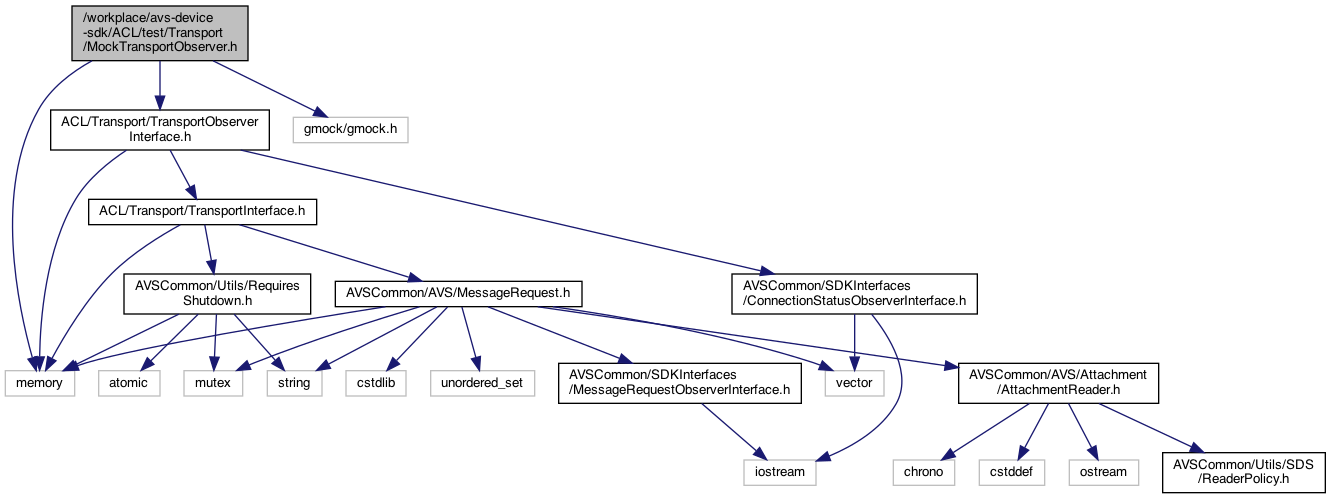 /workplace/avs-device
-sdk/ACL/test/Transport
/MockTransportObserver.h
ACL/Transport/TransportObserver
Interface.h
gmock/gmock.h
ACL/Transport/TransportInterface.h
AVSCommon/Utils/Requires
Shutdown.h
AVSCommon/AVS/MessageRequest.h
AVSCommon/SDKInterfaces
/ConnectionStatusObserverInterface.h
memory
atomic
mutex
string
cstdlib
unordered_set
AVSCommon/SDKInterfaces
/MessageRequestObserverInterface.h
vector
AVSCommon/AVS/Attachment
/AttachmentReader.h
iostream
chrono
cstddef
ostream
AVSCommon/Utils/SDS
/ReaderPolicy.h